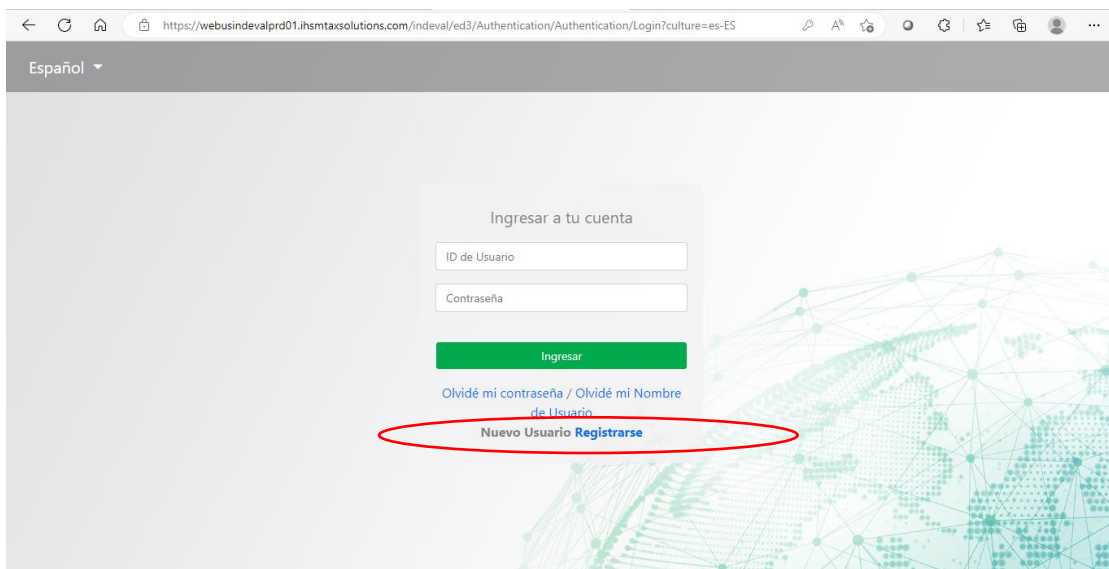 https://webusindevalprd01.ihsmtaxsolutions.com/indeval/ed3/Authentication/Authentication/Login?culture=es-ES
Español
Ingresar a tu cuenta
ID de Usuario
Contraseña
Ingresar
Olvidé mi contraseña / Olvidé mi Nombre
de Usuario
Nuevo Usuario Registrarse